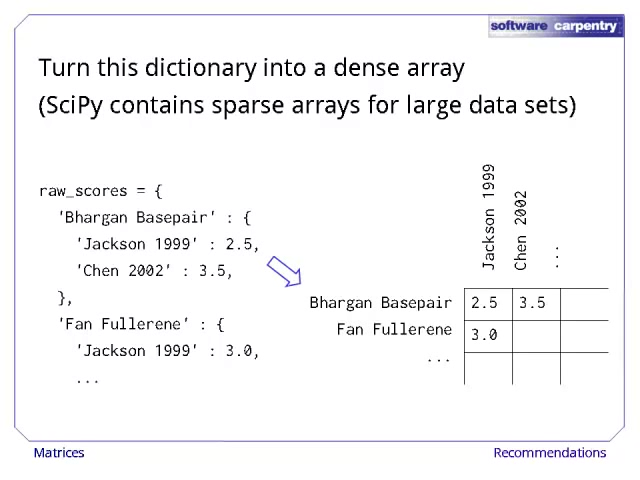 software carpentry
Turn this dictionary into a dense array
(SciPy contains sparse arrays for large data sets)
raw_scores = {
'Bhargan Basepair' : {
'Jackson 1999' : 2.5,
'Chen 2002' : 3.5,
},
'Fan Fullerene' : {
'Jackson 1999' : 3.0,
...
Jackson 1999
Chen 2002
...
Bhargan Basepair 2.5 3.5
Fan Fullerene 3.0
...
Matrices
Recommendations